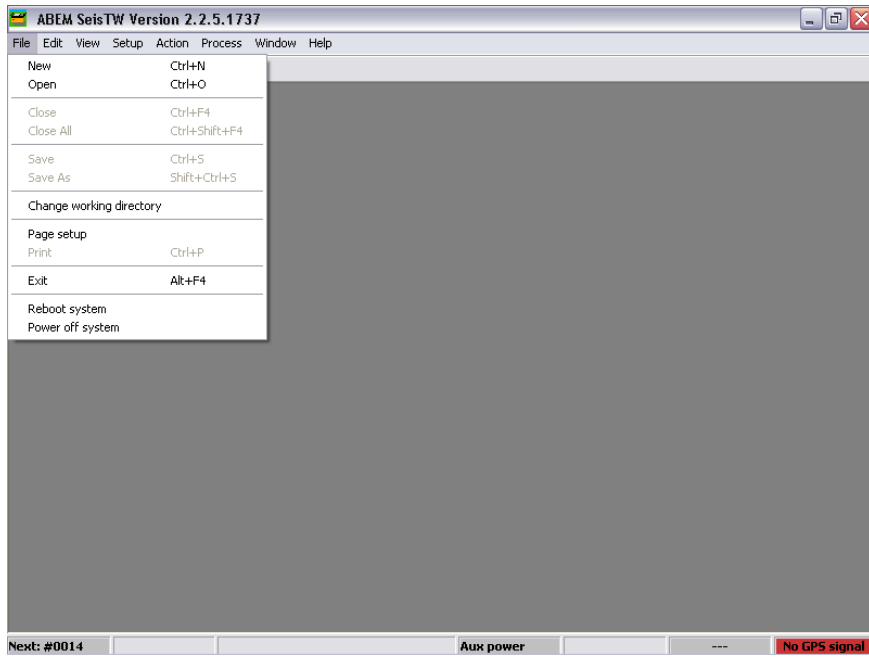 ABEM SeisTW Version 2.2.5.1737
File Edit View Setup Action Process Window Help
New Ctrl+N
Open Ctrl+O
Close Ctrl+F4
Close All Ctrl+Shift+F4
Save Ctrl+S
Save As Shift+Ctrl+S
Change working directory
Page setup
Print Ctrl+P
Exit Alt+F4
Reboot system
Power off system
Next: #0014 Aux power --- No GPS signal